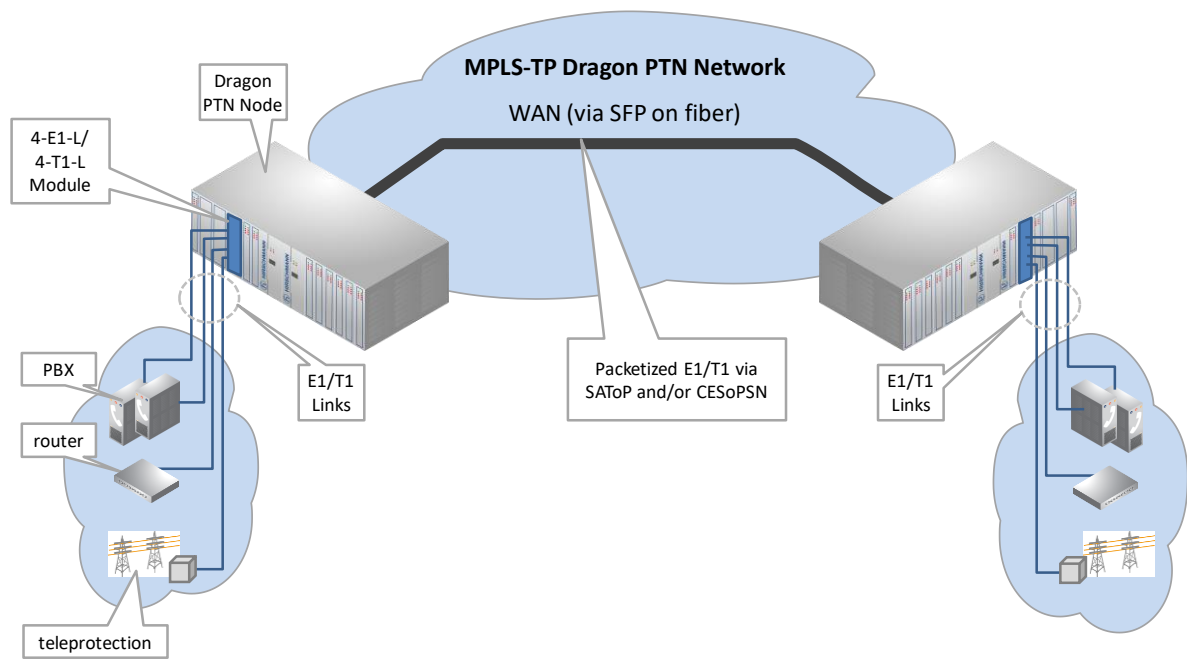 MPLS-TP Dragon PTN Network
WAN (via SFP on fiber)
Dragon
PTN Node
4-E1-L/
4-T1-L
Module
PBX
E1/T1
Links
Packetized E1/T1 via
SAToP and/or CESoPSN
E1/T1
Links
router
teleprotection